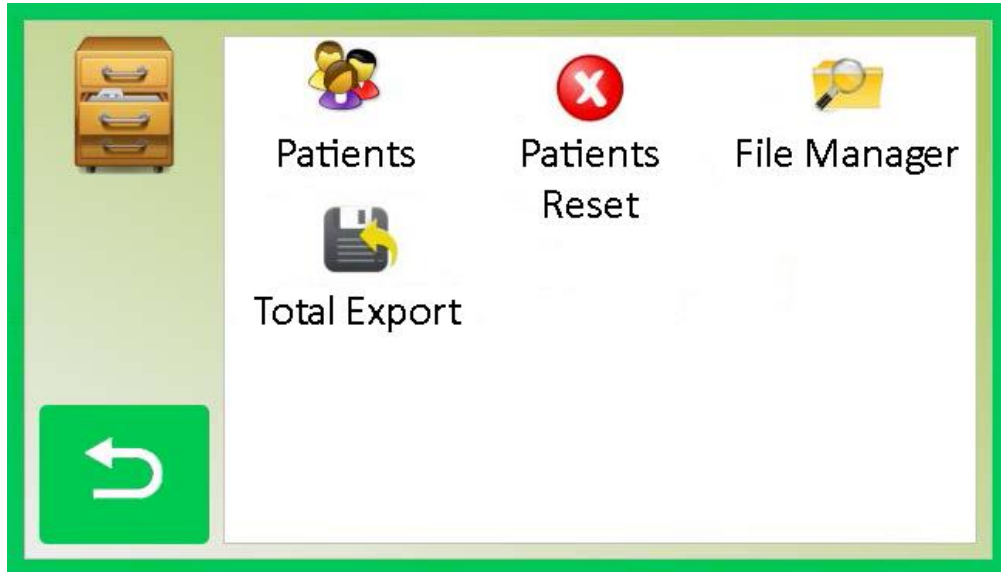 Patients
Patients
Reset
File Manager
Total Export